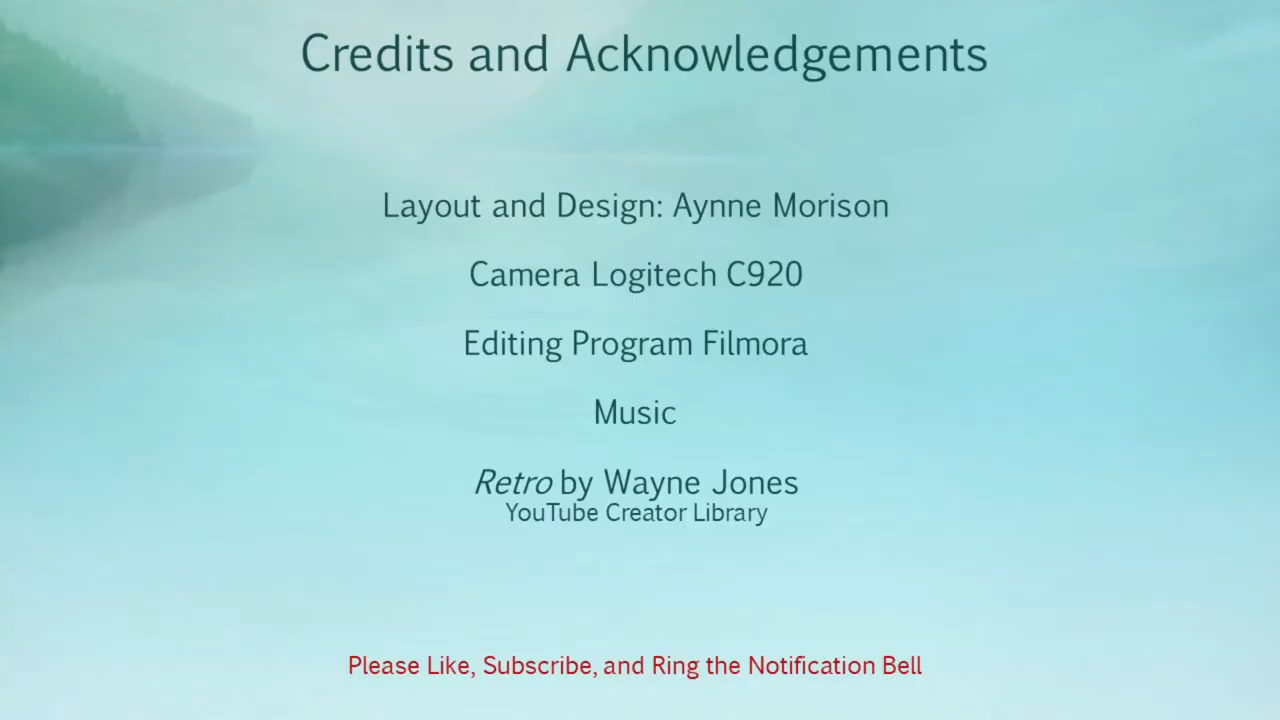 Credits and Acknowledgements
Layout and Design: Aynne Morison
Camera Logitech C920
Editing Program Filmora
Music
Retro by Wayne Jones
YouTube Creator Library
Please Like, Subscribe, and Ring the Notification Bell